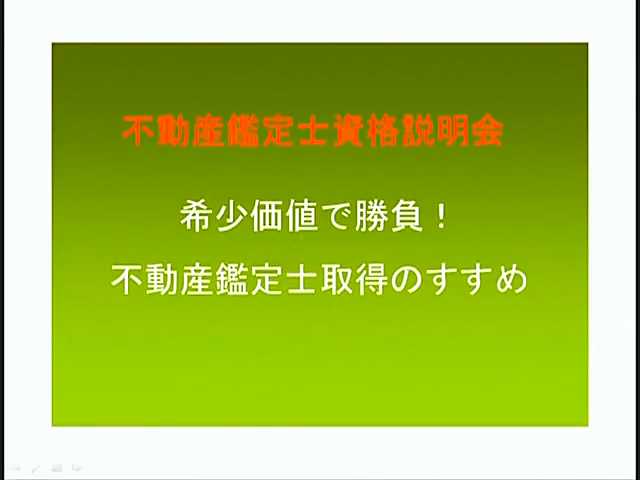 不動産鑑定士資格説明会
希少価値で勝負！
不動産鑑定士取得のすすめ